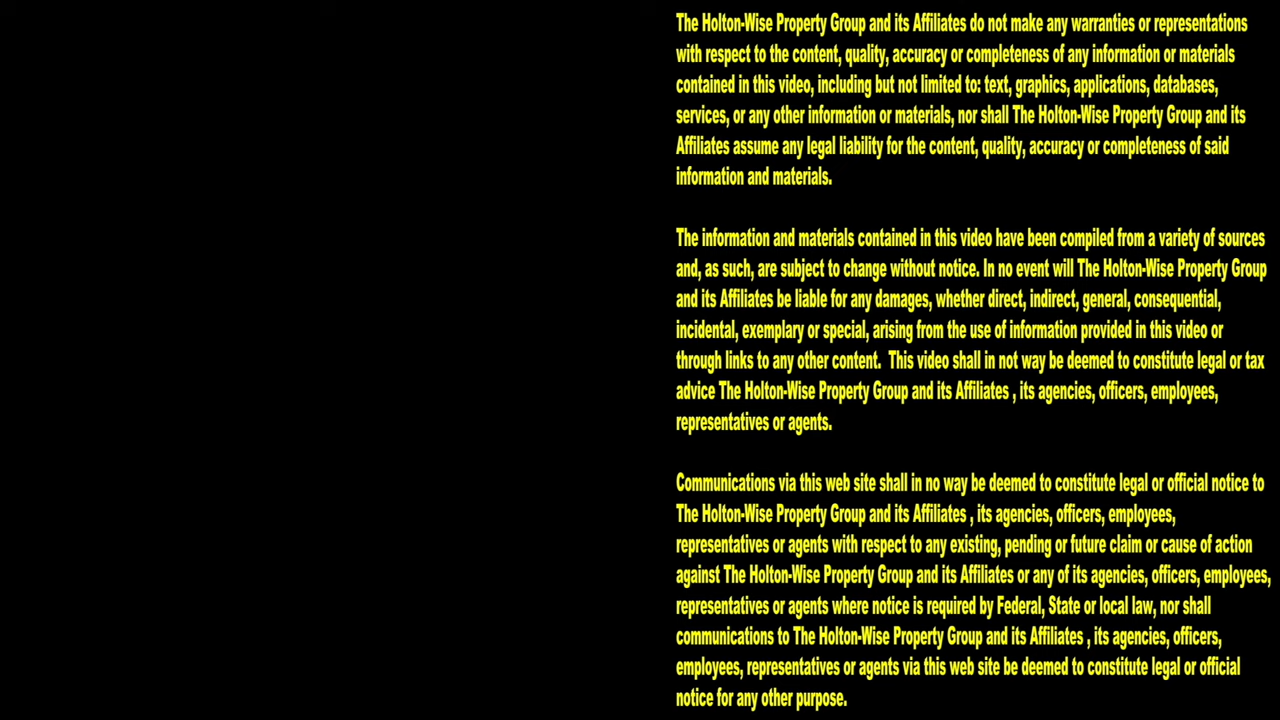 The Holton-Wise Property Group and its Affiliates do not make any warranties or representations
with respect to the content, quality, accuracy or completeness of any information or materials
contained in this video, including but not limited to: text, graphics, applications, databases,
services, or any other information or materials, nor shall The Holton-Wise Property Group and its
Affiliates assume any legal liability for the content, quality, accuracy or completeness of said
information and materials.
The information and materials contained in this video have been compiled from a variety of sources
and, as such, are subject to change without notice. In no event will The Holton-Wise Property Group
and its Affiliates be liable for any damages, whether direct, indirect, general, consequential,
incidental, exemplary or special, arising from the use of information provided in this video or
through links to any other content.  This video shall in not way be deemed to constitute legal or tax
advice The Holton-Wise Property Group and its Affiliates , its agencies, officers, employees,
representatives or agents.
Communications via this web site shall in no way be deemed to constitute legal or official notice to
The Holton-Wise Property Group and its Affiliates , its agencies, officers, employees,
representatives or agents with respect to any existing, pending or future claim or cause of action
against The Holton-Wise Property Group and its Affiliates or any of its agencies, officers, employees,
representatives or agents where notice is required by Federal, State or local law, nor shall
communications to The Holton-Wise Property Group and its Affiliates , its agencies, officers,
employees, representatives or agents via this web site be deemed to constitute legal or official
notice for any other purpose.